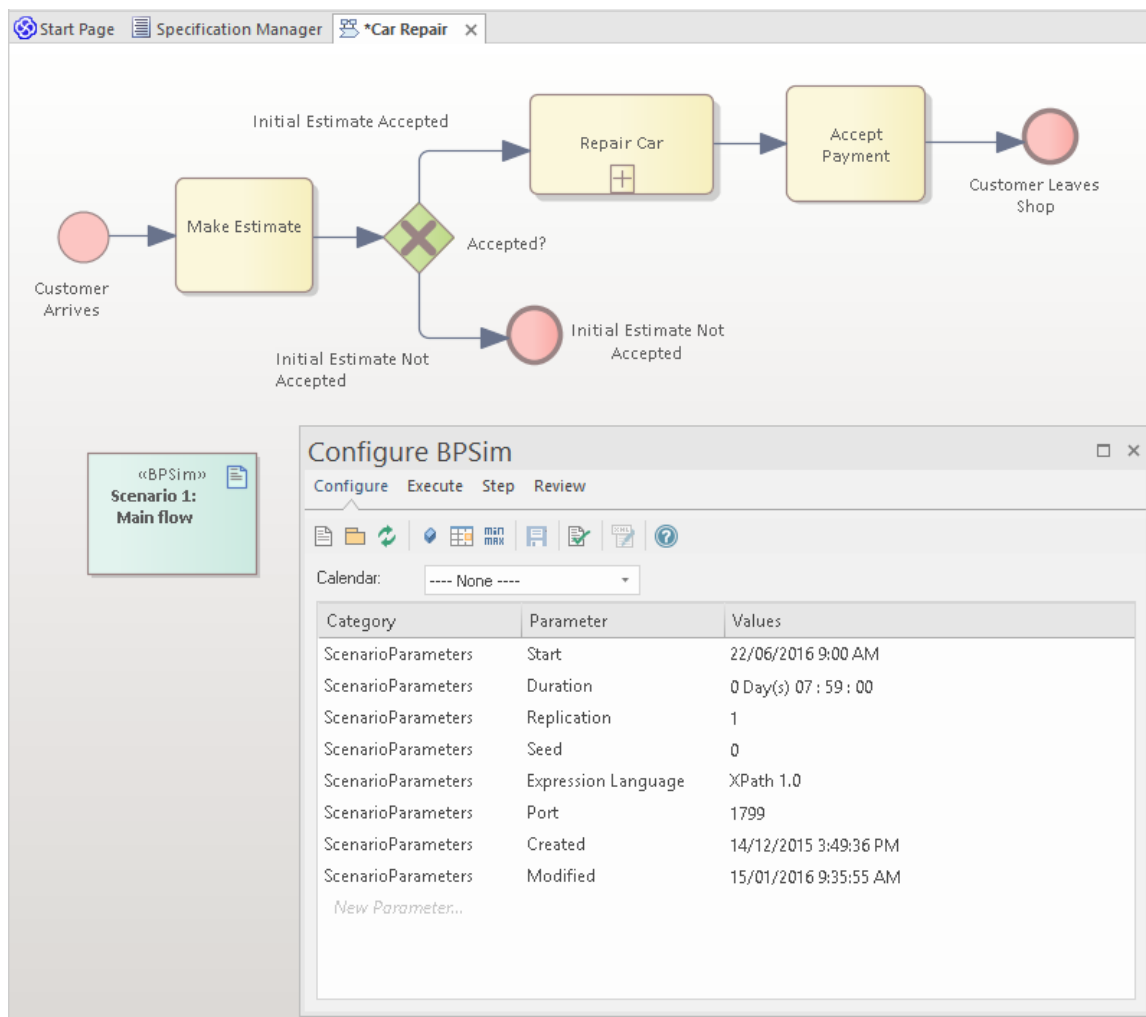 Start Page Specification Manager *Car Repair
Initial Estimate Accepted
Repair Car
Accept
Payment
Customer Leaves
Shop
Make Estimate
Accepted?
Customer
Arrives
Initial Estimate Not
Accepted
Initial Estimate Not
Accepted
«BPSim»
Scenario 1:
Main flow
Configure BPSim
Configure Execute Step Review
min
max
XML
Calendar: ---- None ----
Category Parameter Values
ScenarioParameters Start 22/06/2016 9:00 AM
ScenarioParameters Duration 0 Day(s) 07 : 59 : 00
ScenarioParameters Replication 1
ScenarioParameters Seed 0
ScenarioParameters Expression Language XPath 1.0
ScenarioParameters Port 1799
ScenarioParameters Created 14/12/2015 3:49:36 PM
ScenarioParameters Modified 15/01/2016 9:35:55 AM
New Parameter...